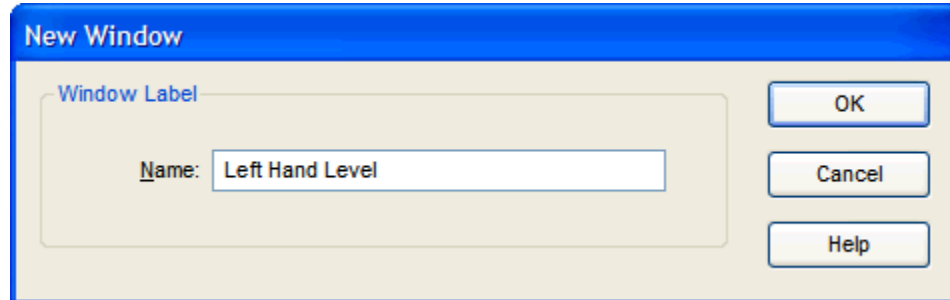 New Window
Window Label
Name: Left Hand Level
OK
Cancel
Help